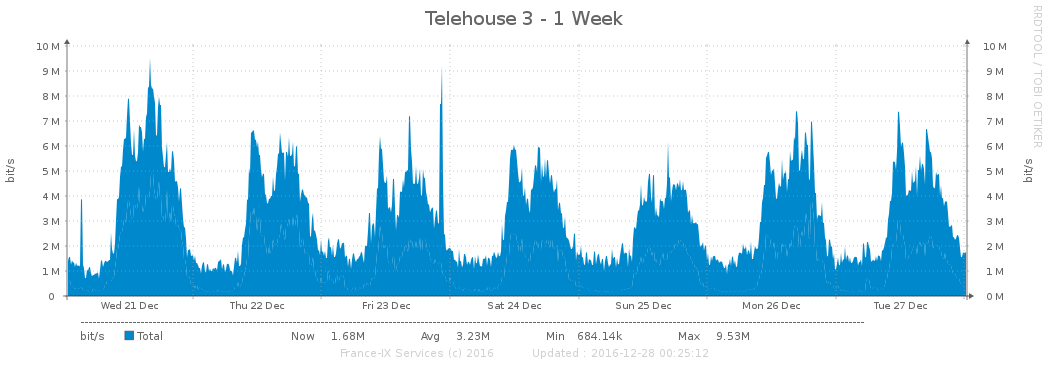 Telehouse 3 - 1 Week
RRDTOOL / TOBI OETIKER
bit/s
10 M 10 M
9 M 9 M
8 M 8 M
7 M 7 M
6 M 6 M
5 M 5 M
4 M 4 M
3 M 3 M
2 M 2 M
1 M 1 M
0 0 M
bit/s
Wed 21 Dec Thu 22 Dec Fri 23 Dec Sat 24 Dec Sun 25 Dec Mon 26 Dec Tue 27 Dec
bit/s Total Now 1.68M Avg 3.23M Min 684.14k Max 9.53M
France-IX Services (c) 2016 Updated : 2016-12-28 00:25:12